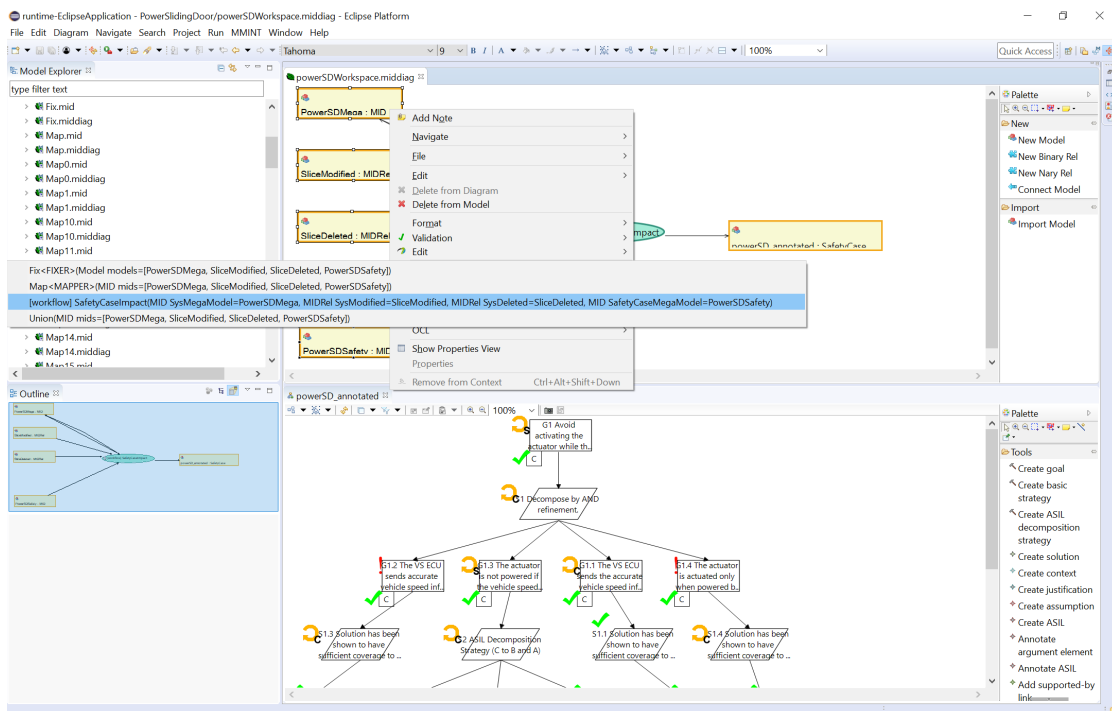 runtime-EclipseApplication - PowerSlidingDoor/powerSDWorkspace.middiag - Eclipse Platform
File Edit Diagram Navigate Search Project Run MMINT Window Help
Tahoma 9 B I A 100% Quick Access
Model Explorer
type filter text
Fix.mid
Fix.middiag
Map.mid
Map.middiag
Map0.mid
Map0.middiag
Map1.mid
Map1.middiag
Map10.mid
Map10.middiag
Map11.mid
Map14.mid
Map14.middiag
Map15.mid
powerSDWorkspace.middiag
PowerSDMega : MID
SliceModified : MIDRe
SliceDeleted : MIDRel
PowerSDSafety : MID
mpact
powerSD_annotated : SafetyCase
Add Note
Navigate
File
Edit
Delete from Diagram
Delete from Model
Format
Validation
Edit
Fix<FIXER>(Model models=[PowerSDMega, SliceModified, SliceDeleted, PowerSDSafety])
Map<MAPPER>(MID mids=[PowerSDMega, SliceModified, SliceDeleted, PowerSDSafety])
[workflow] SafetyCaseImpact(MID SysMegaModel=PowerSDMega, MIDRel SysModified=SliceModified, MIDRel SysDeleted=SliceDeleted, MID SafetyCaseMegaModel=PowerSDSafety)
Union(MID mids=[PowerSDMega, SliceModified, SliceDeleted, PowerSDSafety])
OCL
Show Properties View
Properties
Remove from Context Ctrl+Alt+Shift+Down
Palette
New
New Model
New Binary Rel
New Nary Rel
Connect Model
Import
Import Model
Outline
powerSD_annotated
100%
G1 Avoid
activating the
actuator while th..
S
C
C
1 Decompose by AND
refinement.
G1.2 The VS ECU
sends accurate
vehicle speed inf..
C
S
G1.3 The actuator
is not powered if
the vehicle speed..
C
C
G1.1 The VS ECU
sends the accurate
vehicle speed inf..
C
G1.4 The actuator
is actuated only
when powered b..
C
C
S1.3 Solution has been
shown to have
sufficient coverage to ..
C
S2 ASIL Decomposition
Strategy (C to B and A)
S1.1 Solution has been
shown to have
sufficient coverage to ..
C
S1.4 Solution has been
shown to have
sufficient coverage to ..
Palette
Tools
Create goal
Create basic
strategy
Create ASIL
decomposition
strategy
Create solution
Create context
Create justification
Create assumption
Create ASIL
Annotate
argument element
Annotate ASIL
Add supported-by
link